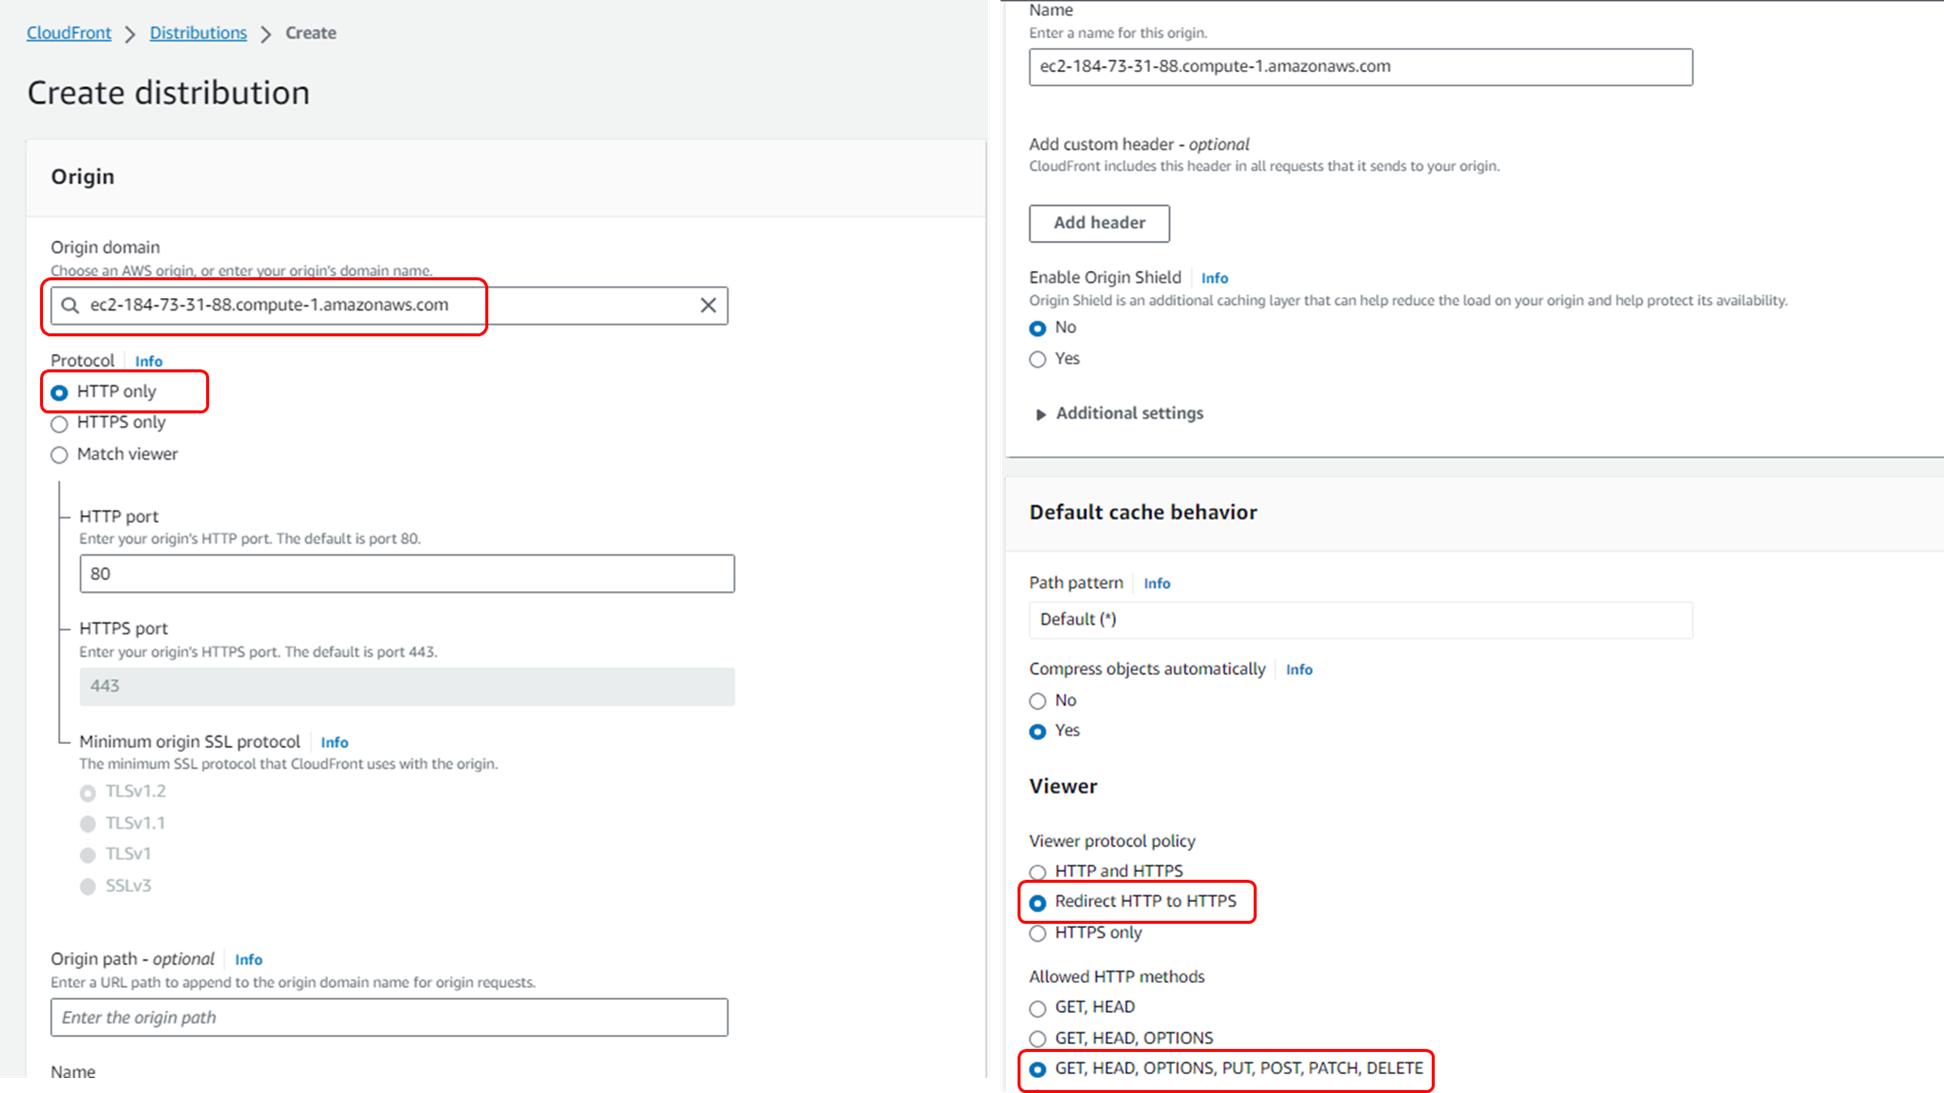 CloudFront > Distributions > Create
Create distribution
Origin
Origin domain
Choose an AWS origin, or enter your origin's domain name.
ec2-184-73-31-88.compute-1.amazonaws.com
Protocol Info
HTTP only
HTTPS only
Match viewer
HTTP port
Enter your origin's HTTP port. The default is port 80.
80
HTTPS port
Enter your origin's HTTPS port. The default is port 443.
443
Minimum origin SSL protocol Info
The minimum SSL protocol that CloudFront uses with the origin.
TLSv1.2
TLSv1.1
TLSv1
SSLv3
Origin path - optional Info
Enter a URL path to append to the origin domain name for origin requests.
Enter the origin path
Name
Name
Enter a name for this origin.
ec2-184-73-31-88.compute-1.amazonaws.com
Add custom header - optional
CloudFront includes this header in all requests that it sends to your origin.
Add header
Enable Origin Shield Info
Origin Shield is an additional caching layer that can help reduce the load on your origin and help protect its availability.
No
Yes
Additional settings
Default cache behavior
Path pattern Info
Default (*)
Compress objects automatically Info
No
Yes
Viewer
Viewer protocol policy
HTTP and HTTPS
Redirect HTTP to HTTPS
HTTPS only
Allowed HTTP methods
GET, HEAD
GET, HEAD, OPTIONS
GET, HEAD, OPTIONS, PUT, POST, PATCH, DELETE